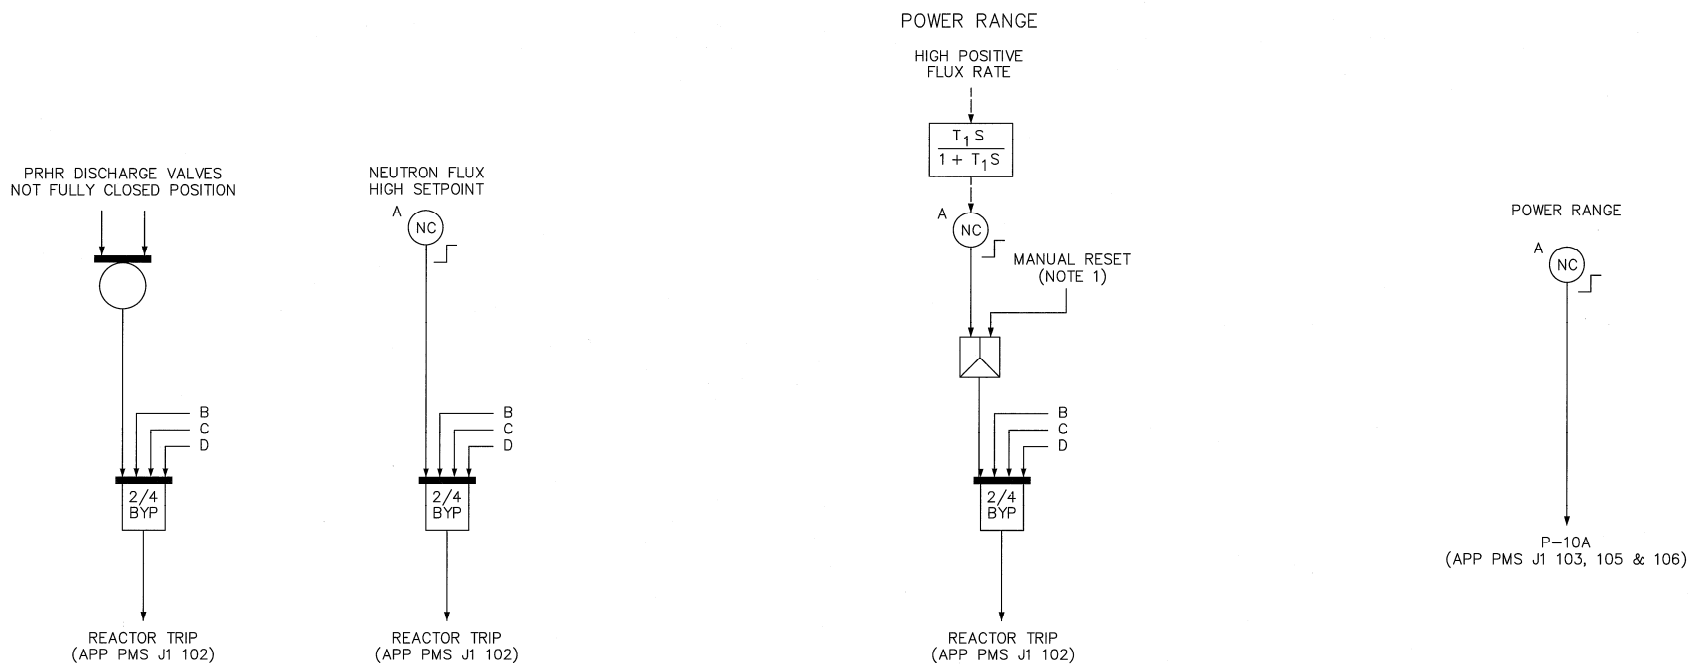 PRHR DISCHARGE VALVES
NOT FULLY CLOSED POSITION
B
C
D
2/4
BYP
REACTOR TRIP
(APP PMS J1 102)
NEUTRON FLUX
HIGH SETPOINT
A
NC
B
C
D
2/4
BYP
REACTOR TRIP
(APP PMS J1 102)
POWER RANGE
HIGH POSITIVE
FLUX RATE
T1S
1 + T1S
A
NC
MANUAL RESET
(NOTE 1)
B
C
D
2/4
BYP
REACTOR TRIP
(APP PMS J1 102)
POWER RANGE
A
NC
P-10A
(APP PMS J1 103, 105 & 106)